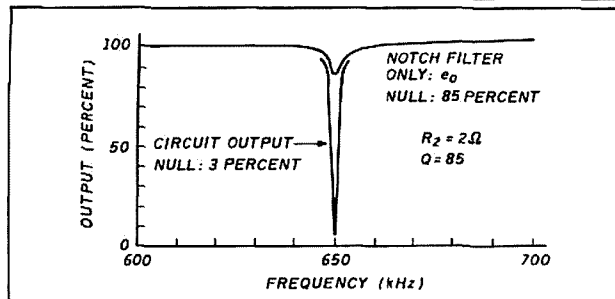 OUTPUT (PERCENT)
100
50
0
NOTCH FILTER
ONLY: e₀
NULL: 85 PERCENT
CIRCUIT OUTPUT
NULL: 3 PERCENT
R₂ = 2Ω
Q = 85
600
650
700
FREQUENCY (kHz)